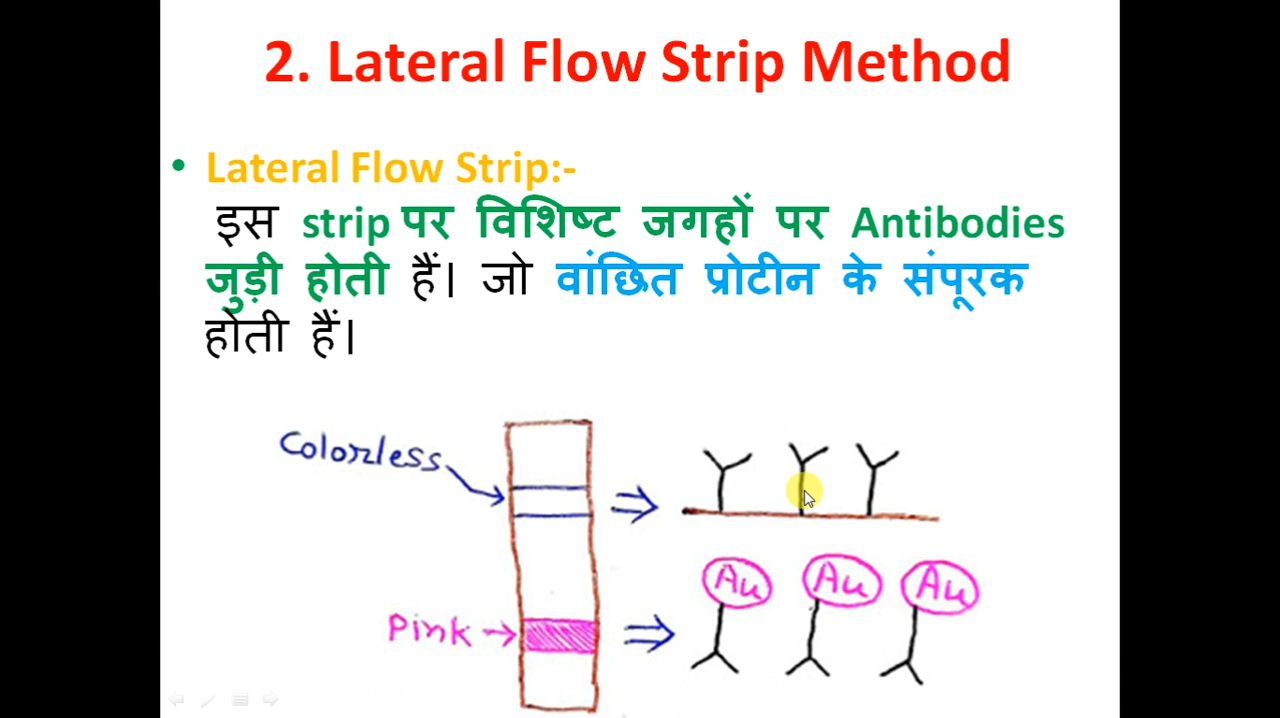 2. Lateral Flow Strip Method
• Lateral Flow Strip:-
इस strip पर विशिष्ट जगहों पर Antibodies
जुड़ी होती हैं। जो वांछित प्रोटीन के संपूरक
होती हैं।
Colorless
Au Au Au
Pink